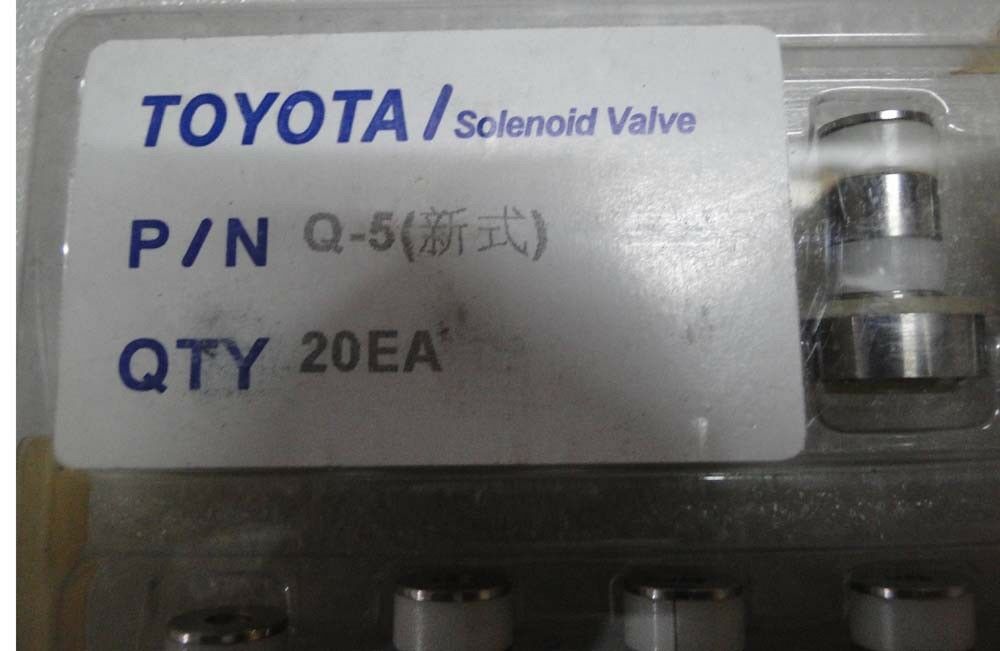 TOYOTA/Solenoid Valve
P/N Q-5(新式)
QTY 20EA